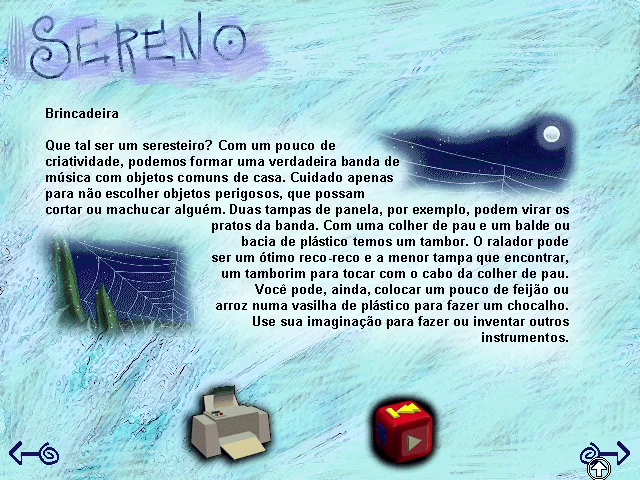 SERENO
Brincadeira
Que tal ser um seresteiro? Com um pouco de
criatividade, podemos formar uma verdadeira banda de
música com objetos comuns de casa. Cuidado apenas
para não escolher objetos perigosos, que possam
cortar ou machucar alguém. Duas tampas de panela, por exemplo, podem virar os
pratos da banda. Com uma colher de pau e um balde ou
bacia de plástico temos um tambor. O ralador pode
ser um ótimo reco-reco e a menor tampa que encontrar,
um tamborim para tocar com o cabo da colher de pau.
Você pode, ainda, colocar um pouco de feijão ou
arroz numa vasilha de plástico para fazer um chocalho.
Use sua imaginação para fazer ou inventar outros
instrumentos.